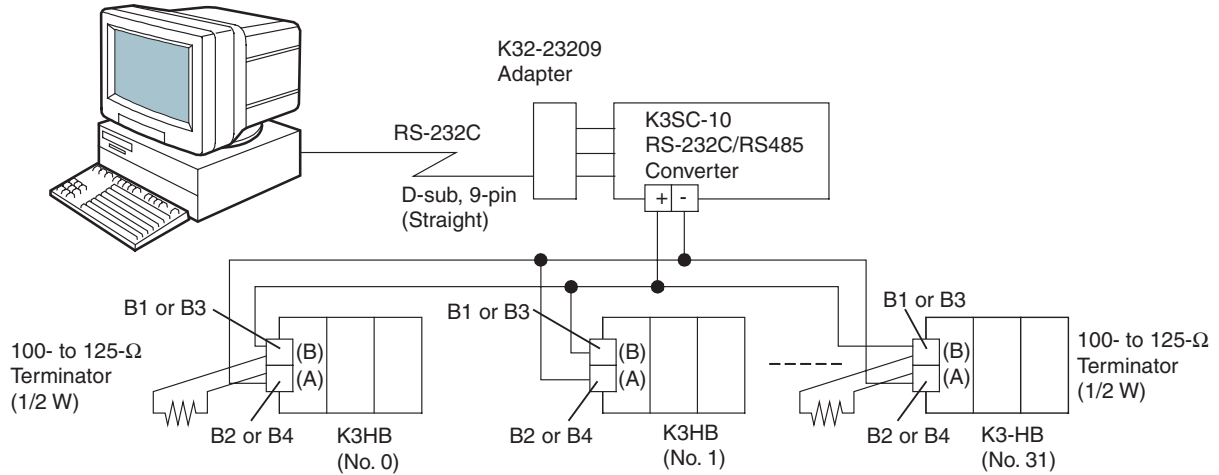 K32-23209
Adapter
RS-232C
D-sub, 9-pin
(Straight)
K3SC-10
RS-232C/RS485
Converter
+ -
B1 or B3
100- to 125-Ω
Terminator
(1/2 W)
(B)
(A)
B2 or B4
K3HB
(No. 0)
B1 or B3
(B)
(A)
B2 or B4
K3HB
(No. 1)
B1 or B3
(B)
(A)
B2 or B4
K3-HB
(No. 31)
100- to 125-Ω
Terminator
(1/2 W)